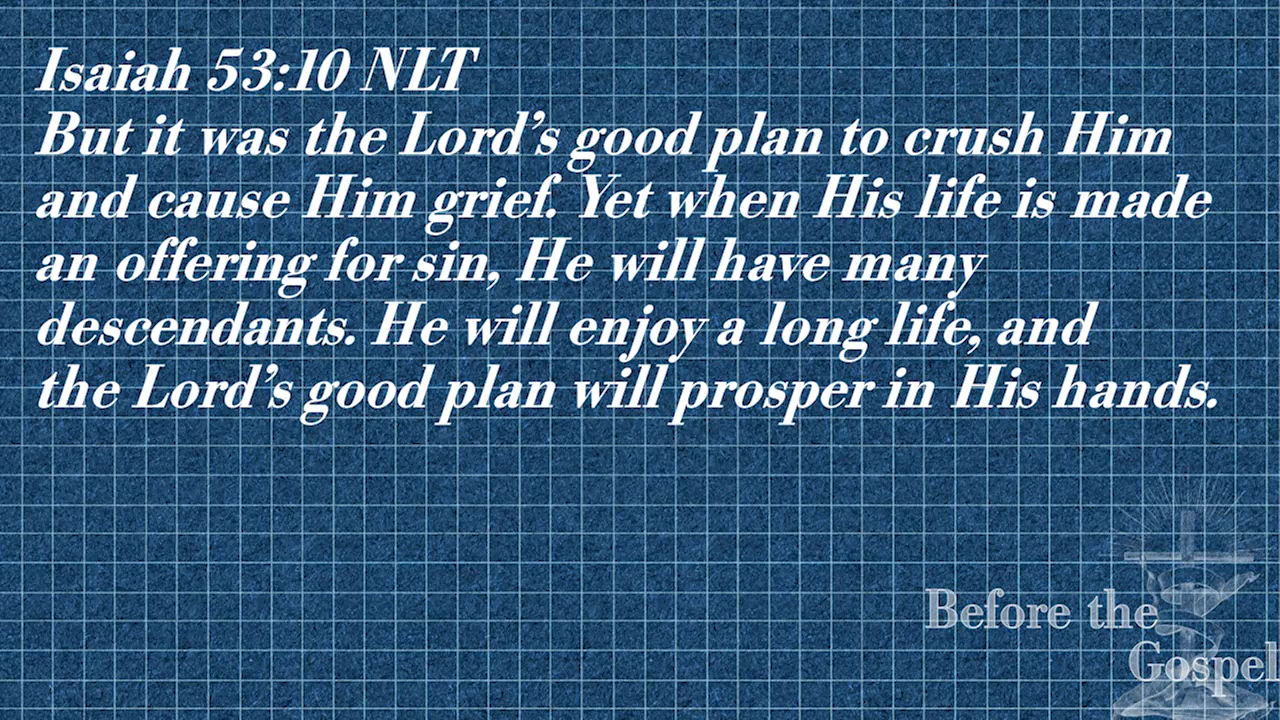 Isaiah 53:10 NLT
But it was the Lord’s good plan to crush Him
and cause Him grief. Yet when His life is made
an offering for sin, He will have many
descendants. He will enjoy a long life, and
the Lord’s good plan will prosper in His hands.
Before the
Gospel